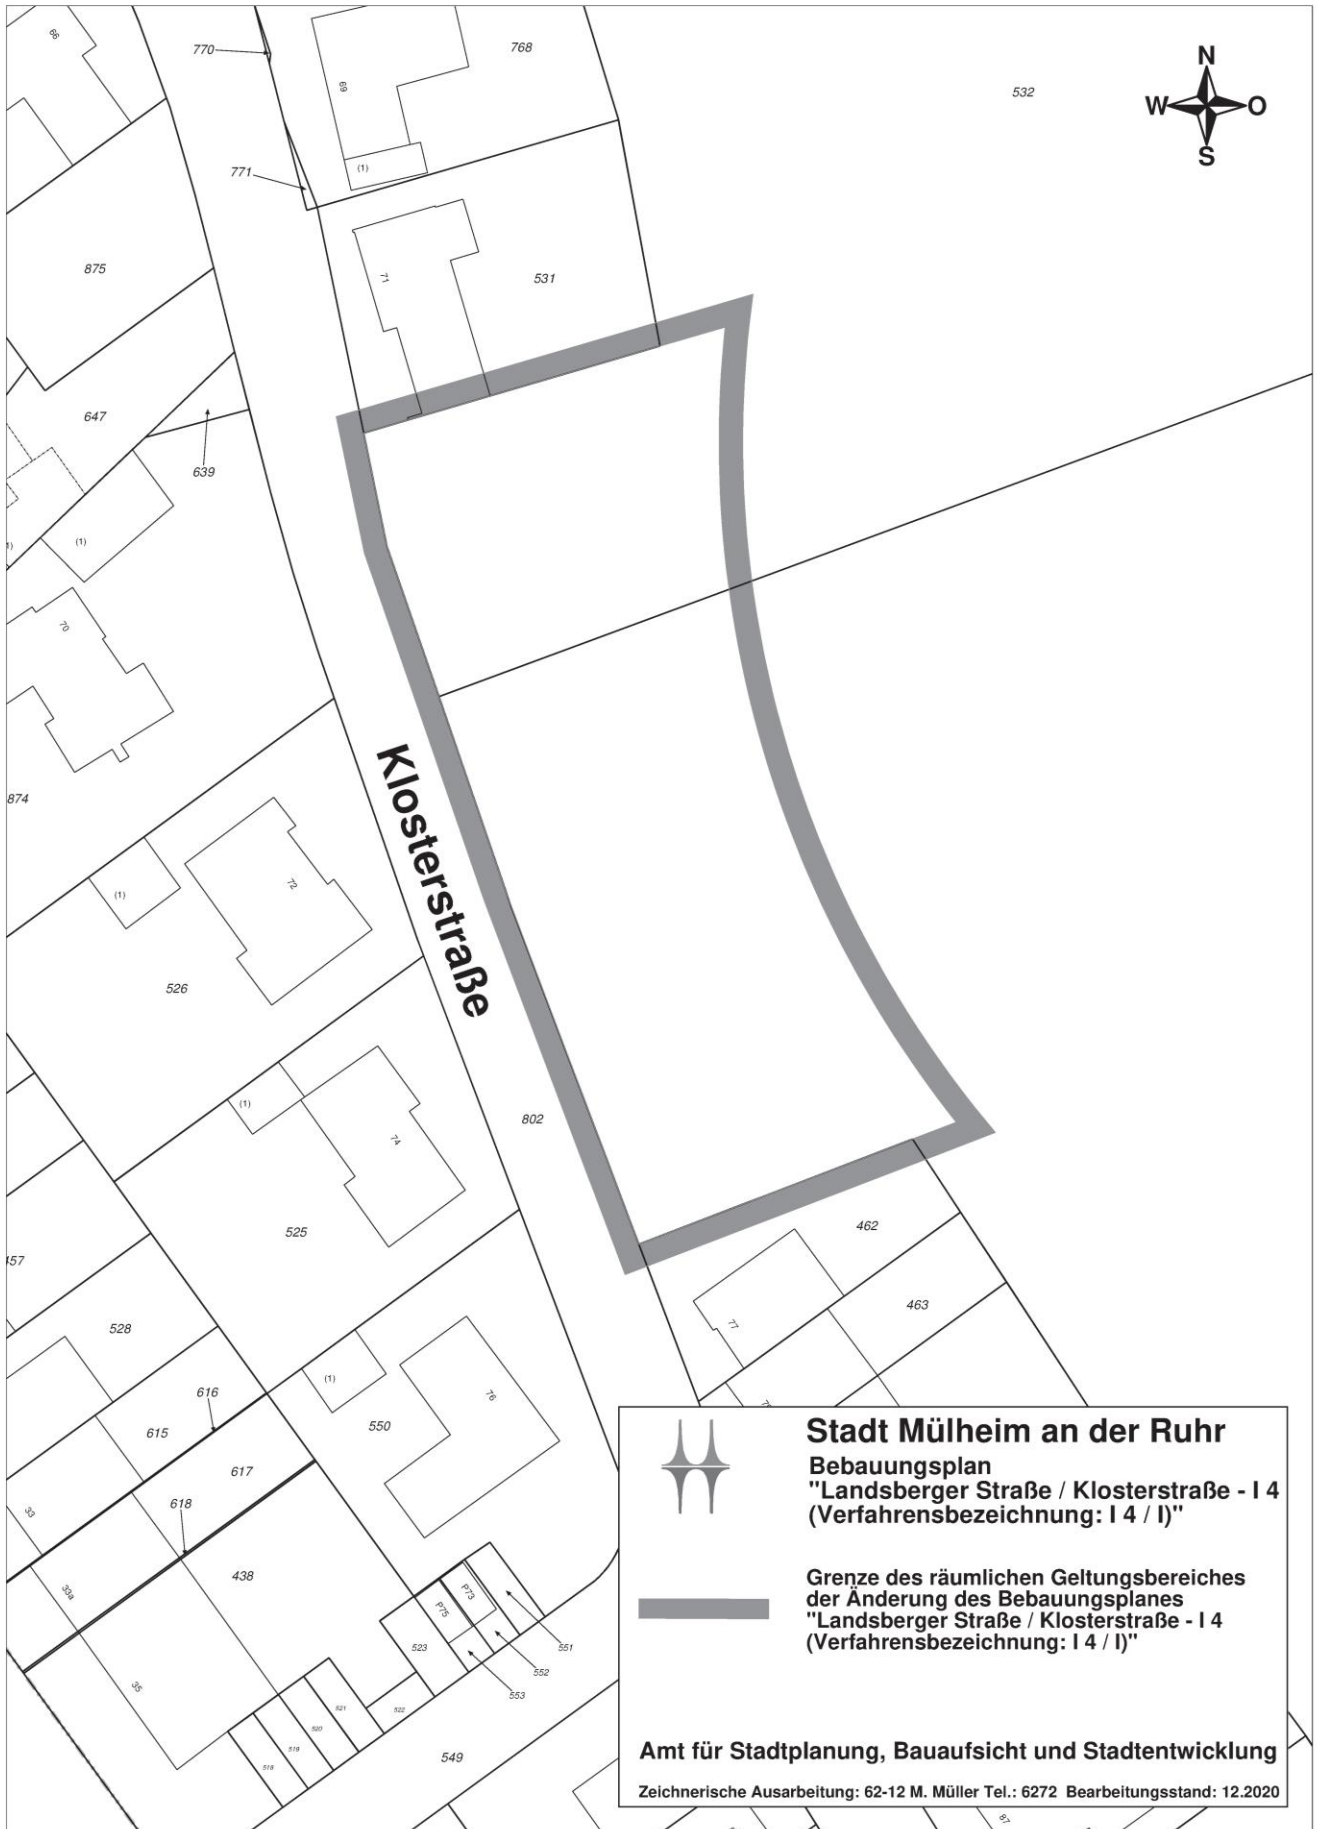 66
770
69
768
532
N
W
O
S
(1)
771
875
71
531
647
639
(1)
70
874
Klosterstraße
(1)
72
526
(1)
74
802
525
457
462
463
77
528
(1)
76
616
615
550
617
618
33
33a
438
P73
P75
523
551
552
553
35
521
522
520
519
518
549
87
Stadt Mülheim an der Ruhr
Bebauungsplan
"Landsberger Straße / Klosterstraße - I 4
(Verfahrensbezeichnung: I 4 / I)"
Grenze des räumlichen Geltungsbereiches
der Änderung des Bebauungsplanes
"Landsberger Straße / Klosterstraße - I 4
(Verfahrensbezeichnung: I 4 / I)"
Amt für Stadtplanung, Bauaufsicht und Stadtentwicklung
Zeichnerische Ausarbeitung: 62-12 M. Müller Tel.: 6272 Bearbeitungsstand: 12.2020